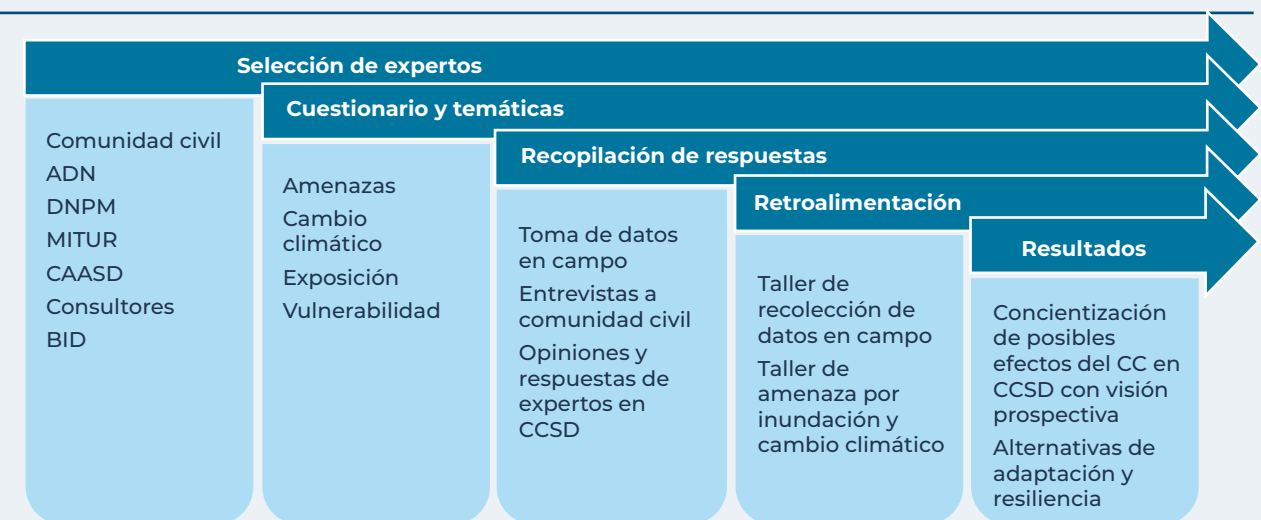 Selección de expertos
Comunidad civil
ADN
DNPM
MITUR
CAASD
Consultores
BID
Cuestionario y temáticas
Amenazas
Cambio
climático
Exposición
Vulnerabilidad
Recopilación de respuestas
Toma de datos
en campo
Entrevistas a
comunidad civil
Opiniones y
respuestas de
expertos en
CCSD
Retroalimentación
Taller de
recolección de
datos en campo
Taller de
amenaza por
inundación y
cambio climático
Resultados
Concientización
de posibles
efectos del CC en
CCSD con visión
prospectiva
Alternativas de
adaptación y
resiliencia